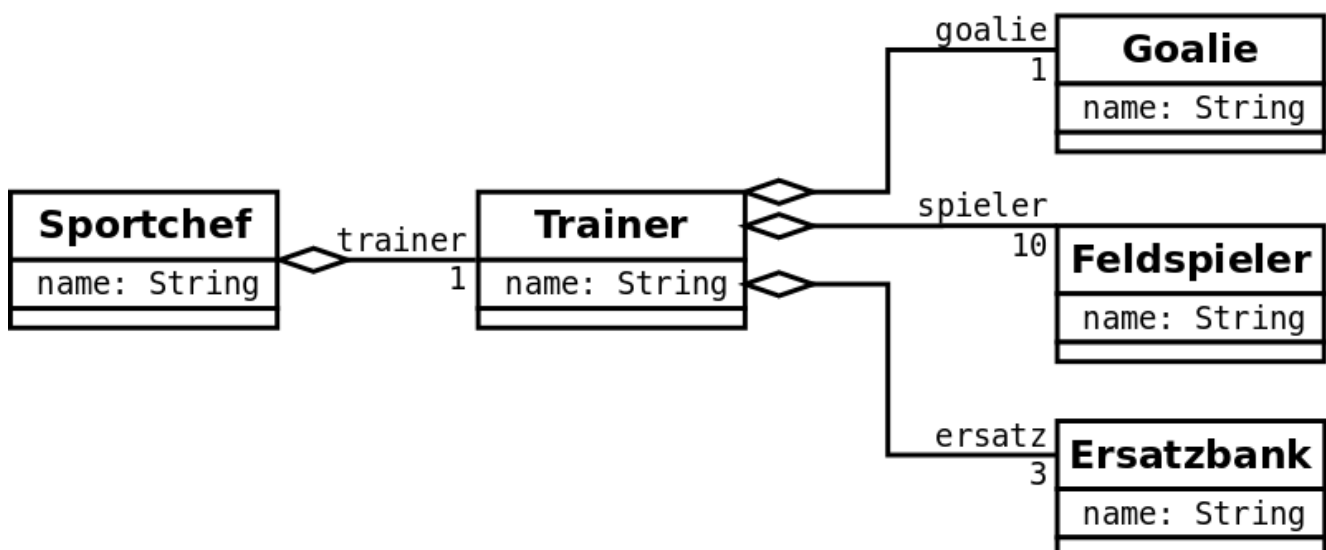 Sportchef
name: String
trainer
1
Trainer
name: String
goalie
1
Goalie
name: String
spieler
10
Feldspieler
name: String
ersatz
3
Ersatzbank
name: String